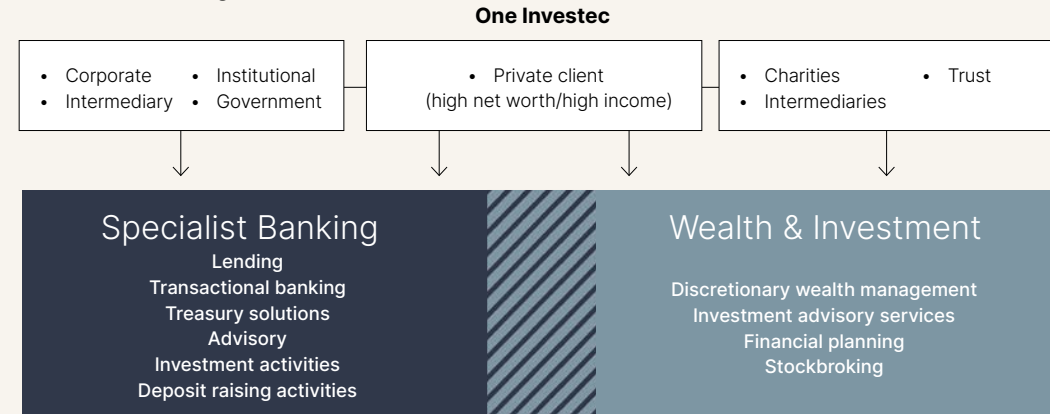 One Investec
• Corporate • Institutional
• Intermediary • Government
• Private client
(high net worth/high income)
• Charities • Trust
• Intermediaries
Specialist Banking
Lending
Transactional banking
Treasury solutions
Advisory
Investment activities
Deposit raising activities
Wealth & Investment
Discretionary wealth management
Investment advisory services
Financial planning
Stockbroking